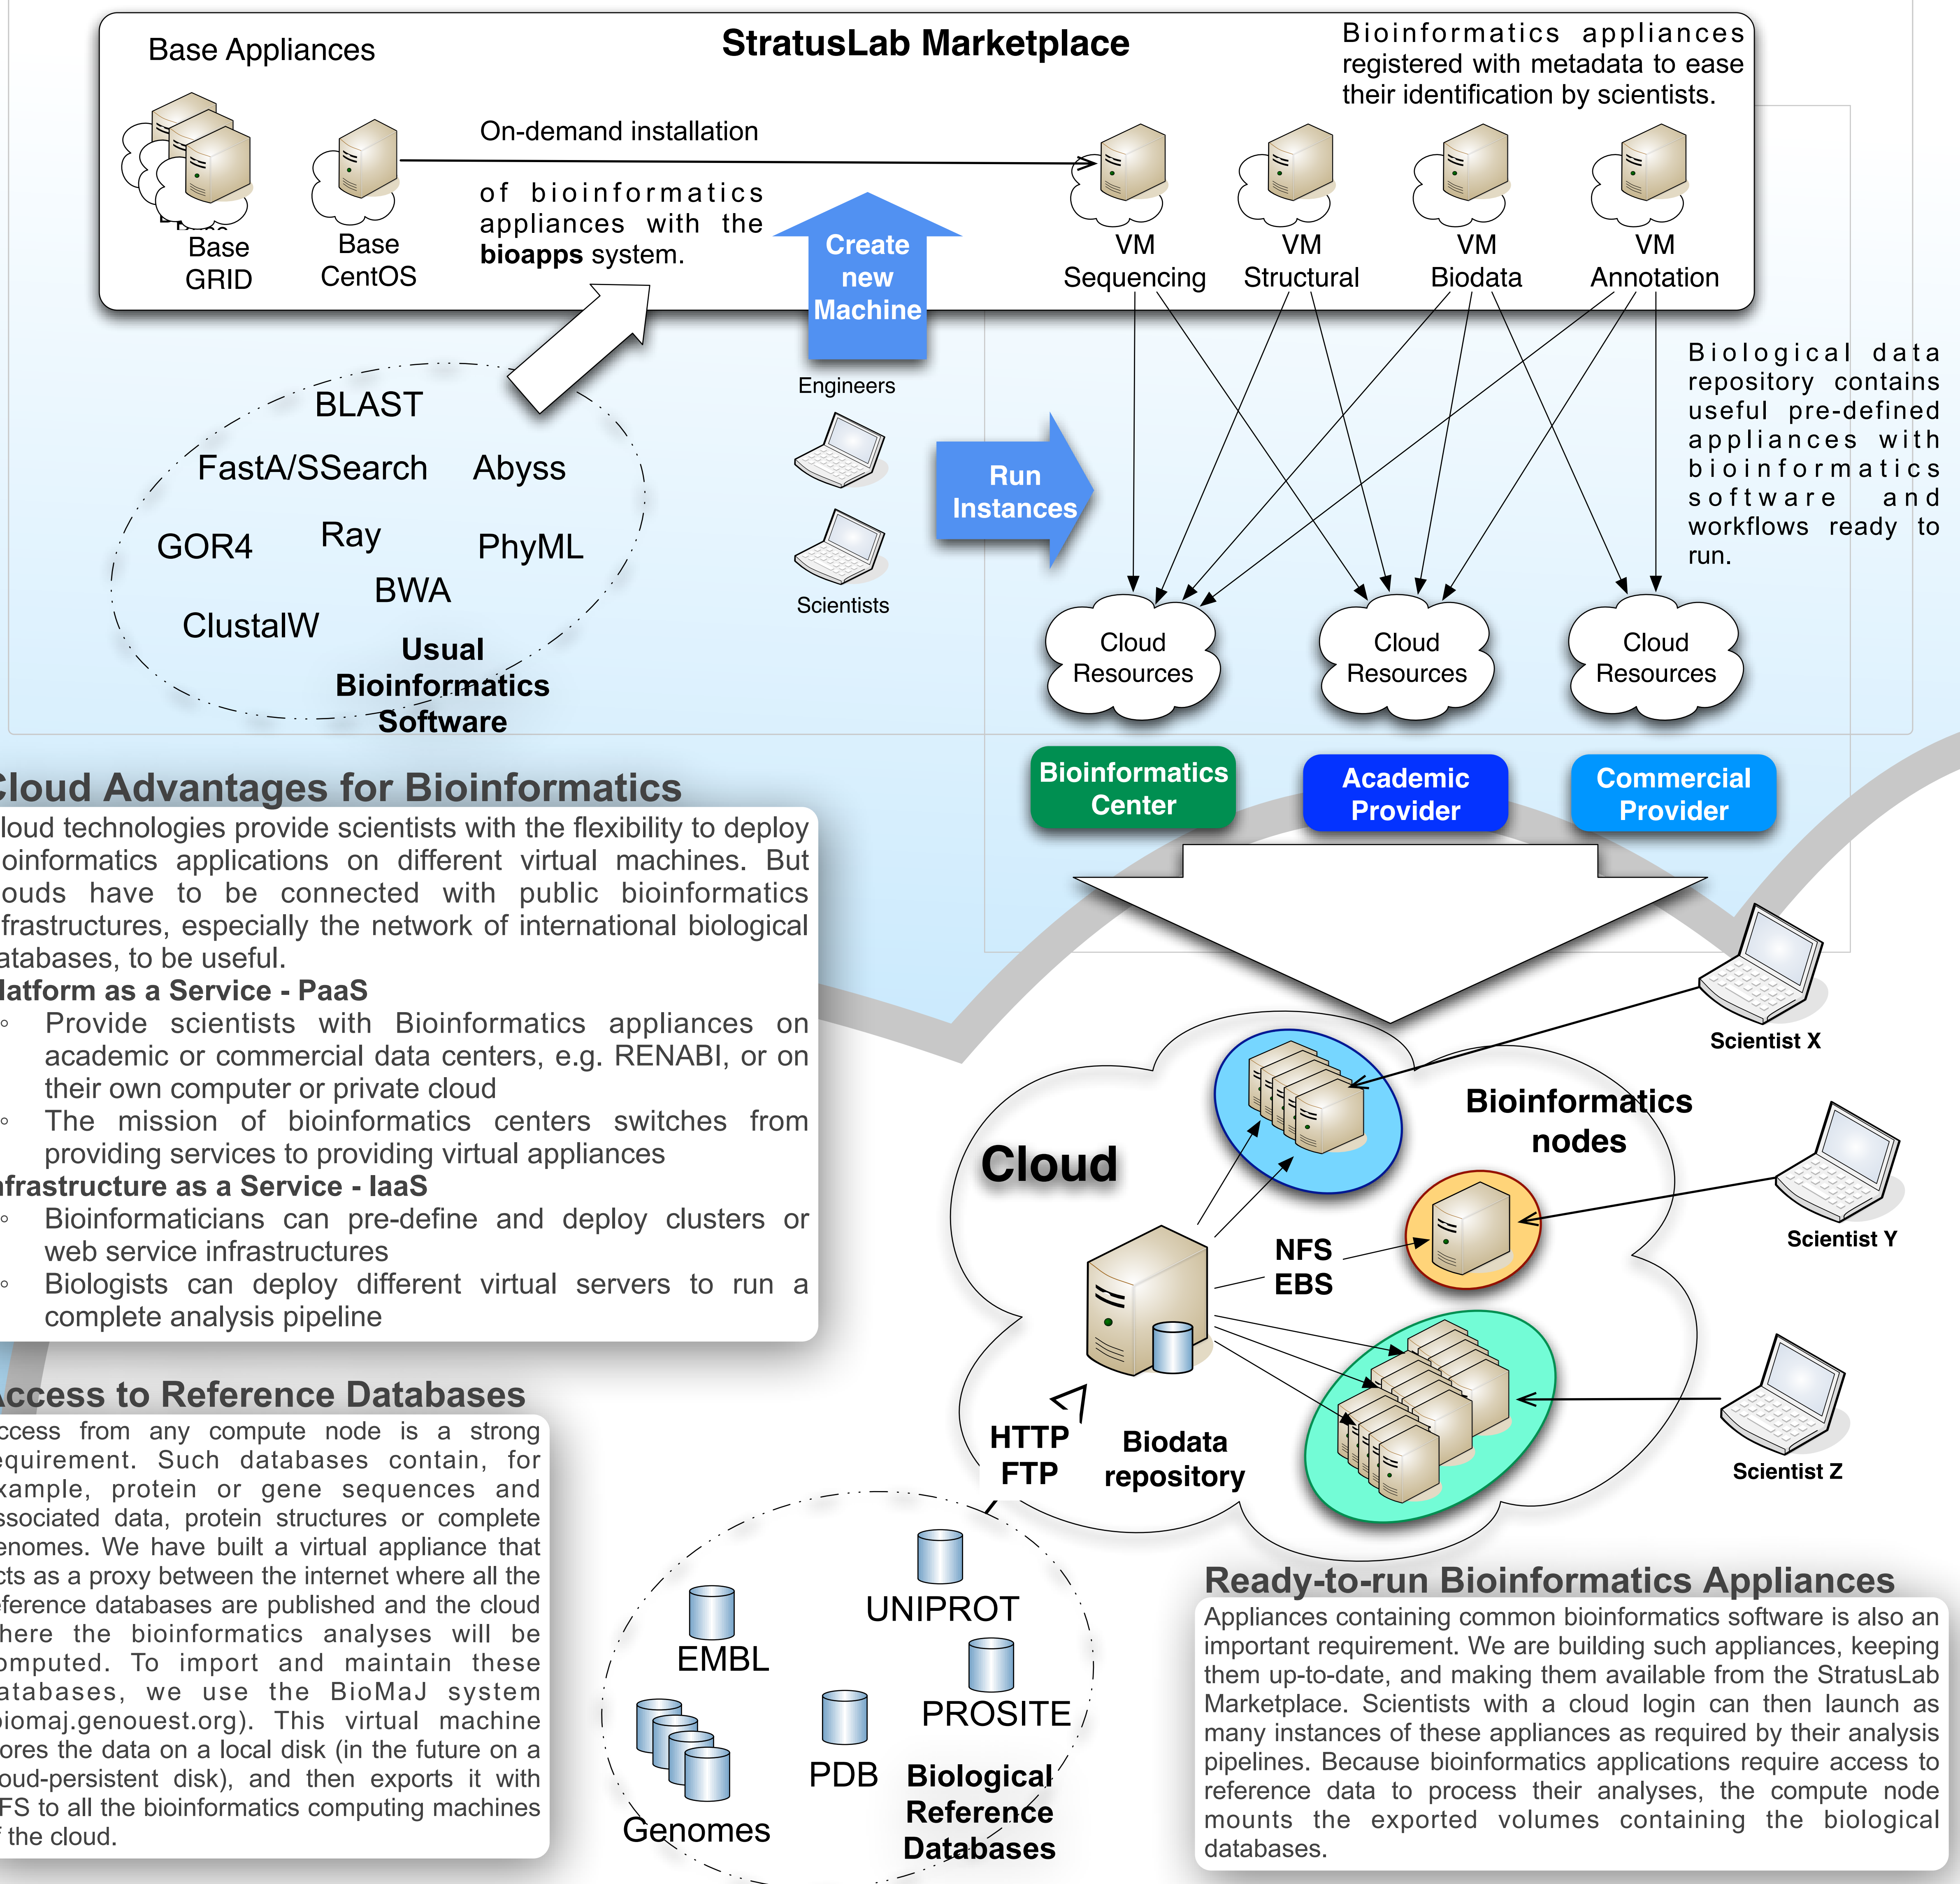 Base Appliances
StratusLab Marketplace
Bioinformatics appliances
registered with metadata to ease
their identification by scientists.
On-demand installation
of bioinformatics
appliances with the
bioapps system.
Base
GRID
Base
CentOS
Create
new
Machine
VM
Sequencing
VM
Structural
VM
Biodata
VM
Annotation
Biological data
repository contains
useful pre-defined
appliances with
bioinformatics
software and
workflows ready to
run.
Engineers
Scientists
Run
Instances
BLAST
FastA/SSearch
Abyss
GOR4
Ray
PhyML
BWA
ClustalW
Usual
Bioinformatics
Software
Cloud
Resources
Cloud
Resources
Cloud
Resources
Bioinformatics
Center
Academic
Provider
Commercial
Provider
Cloud Advantages for Bioinformatics
loud technologies provide scientists with the flexibility to deploy
oinformatics applications on different virtual machines. But
ouds have to be connected with public bioinformatics
frastructures, especially the network of international biological
atabases, to be useful.
latform as a Service - PaaS
◦ Provide scientists with Bioinformatics appliances on
academic or commercial data centers, e.g. RENABI, or on
their own computer or private cloud
◦ The mission of bioinformatics centers switches from
providing services to providing virtual appliances
nfrastructure as a Service - IaaS
◦ Bioinformaticians can pre-define and deploy clusters or
web service infrastructures
◦ Biologists can deploy different virtual servers to run a
complete analysis pipeline
Scientist X
Scientist Y
Scientist Z
Cloud
Bioinformatics
nodes
NFS
EBS
HTTP
FTP
Biodata
repository
Access to Reference Databases
ccess from any compute node is a strong
equirement. Such databases contain, for
xample, protein or gene sequences and
ssociated data, protein structures or complete
enomes. We have built a virtual appliance that
cts as a proxy between the internet where all the
eference databases are published and the cloud
here the bioinformatics analyses will be
omputed. To import and maintain these
atabases, we use the BioMaJ system
biomaj.genouest.org). This virtual machine
ores the data on a local disk (in the future on a
oud-persistent disk), and then exports it with
FS to all the bioinformatics computing machines
f the cloud.
UNIPROT
EMBL
PROSITE
PDB
Genomes
Biological
Reference
Databases
Ready-to-run Bioinformatics Appliances
Appliances containing common bioinformatics software is also an
important requirement. We are building such appliances, keeping
them up-to-date, and making them available from the StratusLab
Marketplace. Scientists with a cloud login can then launch as
many instances of these appliances as required by their analysis
pipelines. Because bioinformatics applications require access to
reference data to process their analyses, the compute node
mounts the exported volumes containing the biological
databases.